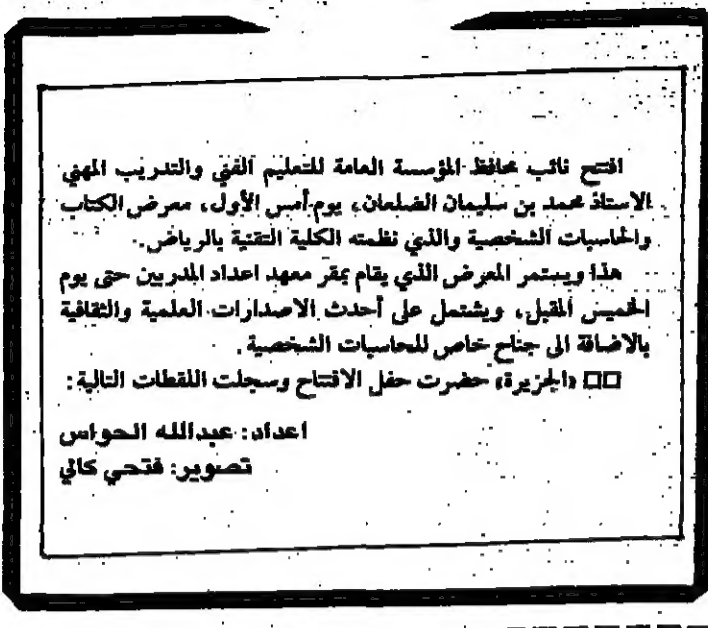 افتتح نائب محافظ المؤسسة العامة للتعليم الفني والتدريب المهني
الاستاذ محمد بن سليمان الضلعان، يوم أمس الأول، معرض الكتاب
والحاسبات الشخصية والذي نظمته الكلية التقنية بالرياض..
هذا ويستمر المعرض الذي يقام بمقر معهد اعداد المدربين حتى يوم
الخميس المقبل، ويشتمل على أحدث الاصدارات العلمية والثقافية
بالاضافة الى جناح خاص للحاسبات الشخصية.
□□ «الجزيرة» حضرت حفل الافتتاح وسجلت اللقطات التالية:
اعداد: عبدالله الحواس
تصوير: فتحي كالي